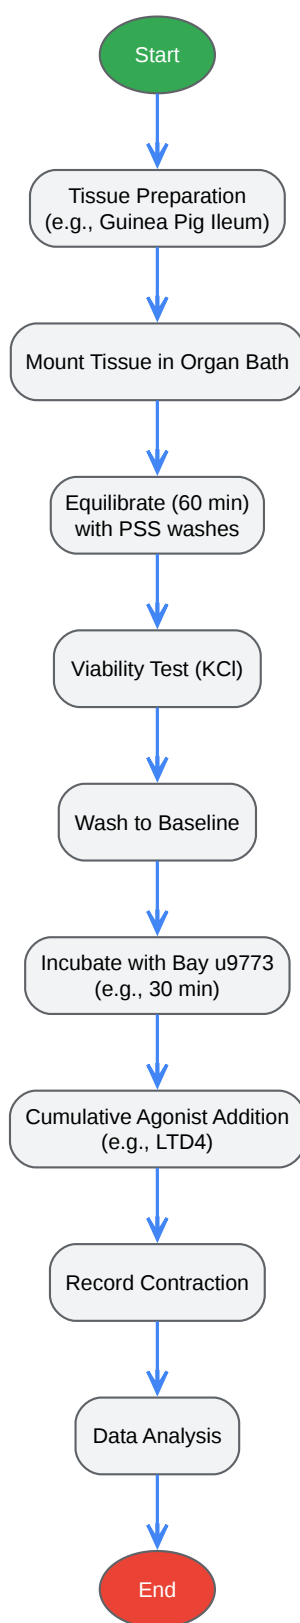 Start
Tissue Preparation
(e.g., Guinea Pig Ileum)
Mount Tissue in Organ Bath
Equilibrate (60 min)
with PSS washes
Viability Test (KCl)
Wash to Baseline
Incubate with Bay u9773
(e.g., 30 min)
Cumulative Agonist Addition
(e.g., LTD4)
Record Contraction
Data Analysis
End